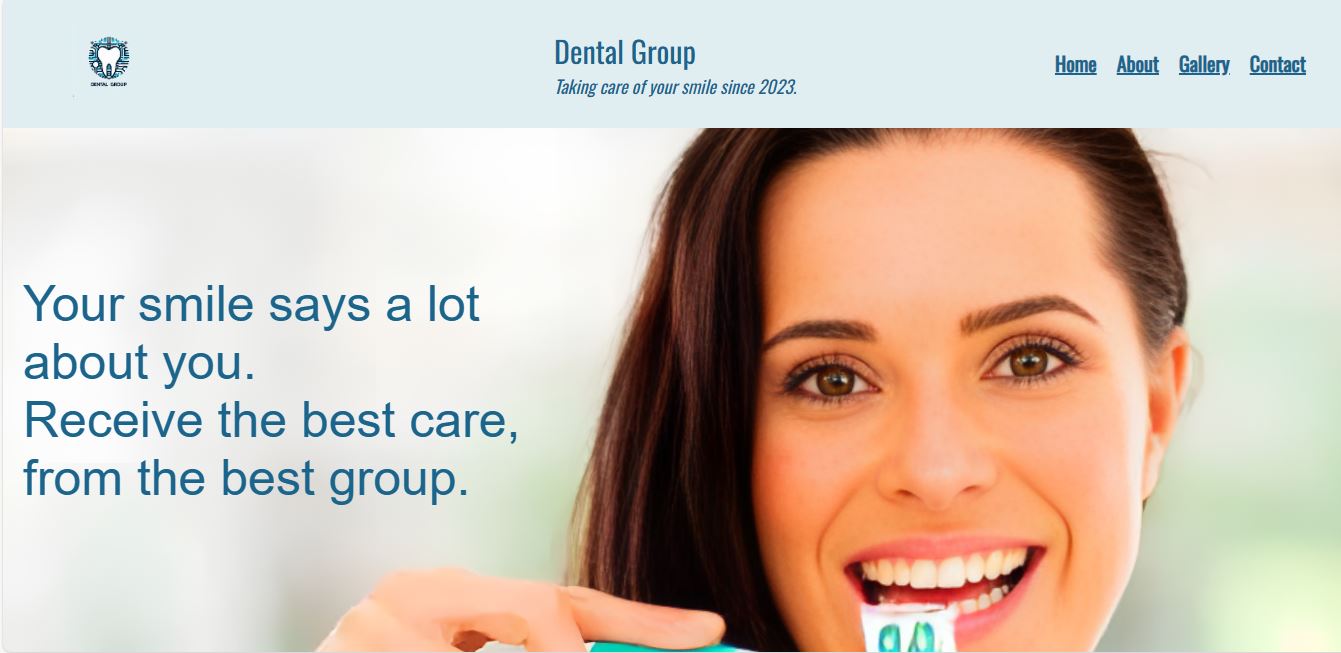 DENTAL GROUP
Dental Group
Taking care of your smile since 2023.
Home About Gallery Contact
Your smile says a lot
about you.
Receive the best care,
from the best group.